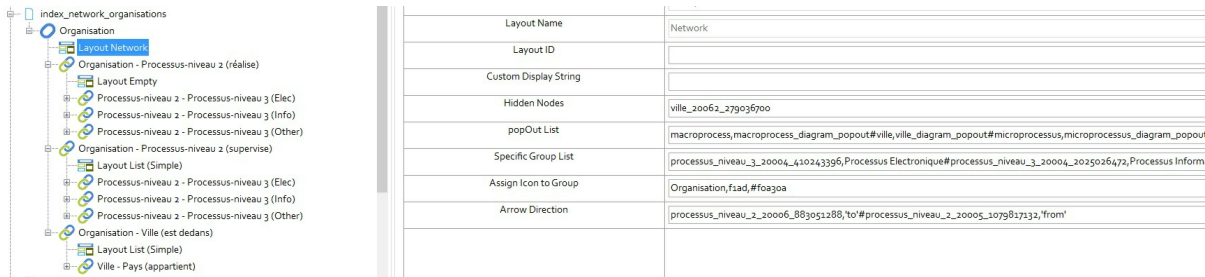 index_network_organisations
Organisation
Layout Network
Organisation - Processus-niveau 2 (réalise)
Layout Empty
Processus-niveau 2 - Processus-niveau 3 (Elec)
Processus-niveau 2 - Processus-niveau 3 (Info)
Processus-niveau 2 - Processus-niveau 3 (Other)
Organisation - Processus-niveau 2 (supervise)
Layout List (Simple)
Processus-niveau 2 - Processus-niveau 3 (Elec)
Processus-niveau 2 - Processus-niveau 3 (Info)
Processus-niveau 2 - Processus-niveau 3 (Other)
Organisation - Ville (est dedans)
Layout List (Simple)
Ville - Pays (appartient)
Layout Name
Network
Layout ID
Custom Display String
Hidden Nodes
ville_20062_279036700
popOut List
macroprocess,macroprocess_diagram_popout#ville,ville_diagram_popout#microprocessus,microprocessus_diagram_popout
Specific Group List
processus_niveau_3_20004_410243396,Processus Electronique#processus_niveau_3_20004_2025026472,Processus Inform
Assign Icon to Group
Organisation,f1ad,#f0a30a
Arrow Direction
processus_niveau_2_20006_883051288,'to'#processus_niveau_2_20005_1079817132,'from'